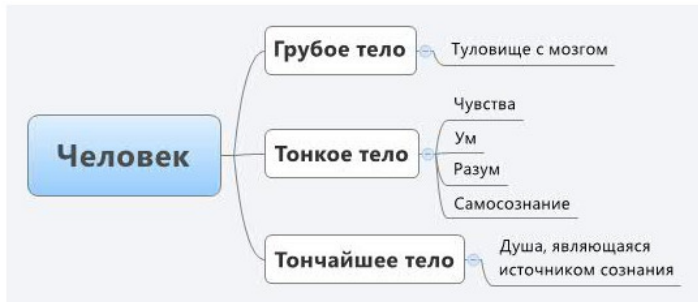 Человек
Грубое тело
Туловище с мозгом
Тонкое тело
Чувства
Ум
Разум
Самосознание
Тончайшее тело
Душа, являющаяся
источником сознания